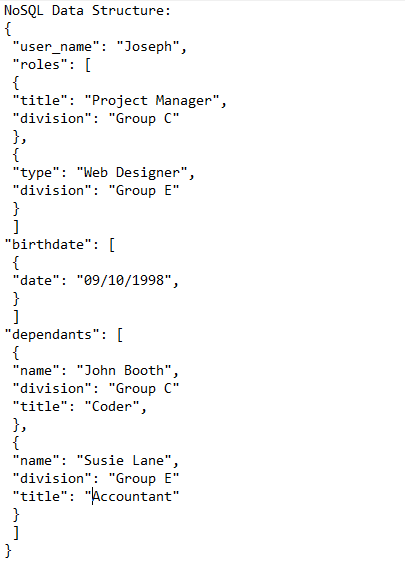 NoSQL Data Structure:
{
"user_name": "Joseph",
"roles": [
{
"title": "Project Manager",
"division": "Group C"
},
{
"type": "Web Designer",
"division": "Group E"
}
]
"birthdate": [
{
"date": "09/10/1998",
}
]
"dependants": [
{
"name": "John Booth",
"division": "Group C"
"title": "Coder",
},
{
"name": "Susie Lane",
"division": "Group E"
"title": "Accountant"
}
]
}